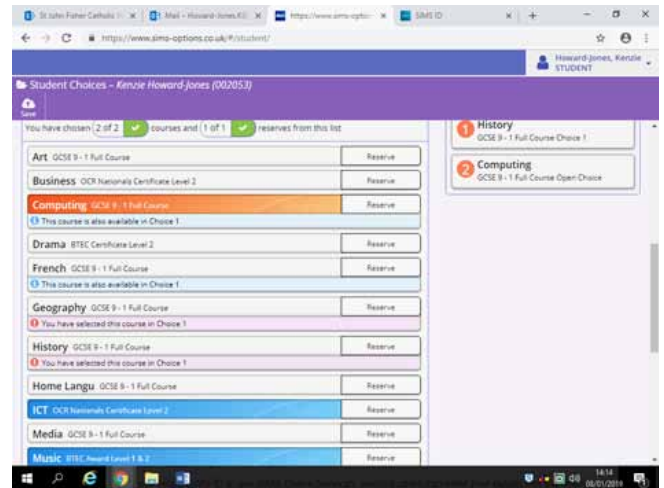 St John Fisher Catholic
Mail - Howard-Jones, K
https://www.sims-option
SIMS ID
https://www.sims-options.co.uk/#/student/
Howard-Jones, Kenzie
STUDENT
Student Choices - Kenzie Howard-Jones (002053)
Save
You have chosen 2 of 2 courses and 1 of 1 reserves from this list
Art GCSE 9 - 1 Full Course Reserve
Business OCR Nationals Certificate Level 2 Reserve
Computing GCSE 9 - 1 Full Course Reserve
This course is also available in Choice 1
Drama BTEC Certificate Level 2 Reserve
French GCSE 9 - 1 Full Course Reserve
This course is also available in Choice 1
Geography GCSE 9 - 1 Full Course Reserve
You have selected this course in Choice 1
History GCSE 9 - 1 Full Course Reserve
You have selected this course in Choice 1
Home Langu GCSE 9 - 1 Full Course Reserve
ICT OCR Nationals Certificate Level 2 Reserve
Media GCSE 9 - 1 Full Course Reserve
Music BTEC Award Level 1 & 2 Reserve
1 History
GCSE 9 - 1 Full Course Choice 1
2 Computing
GCSE 9 - 1 Full Course Open Choice
14:14
08/01/2019